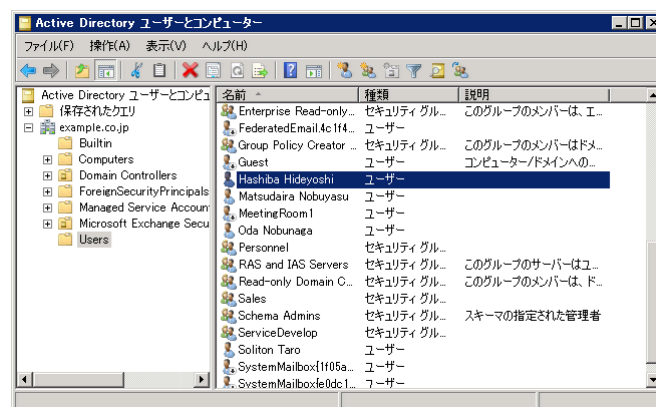 Active Directory ユーザーとコンピューター
ファイル(F) 操作(A) 表示(V) ヘルプ(H)
Active Directory ユーザーとコンピュ
保存されたクエリ
example.co.jp
Builtin
Computers
Domain Controllers
ForeignSecurityPrincipals
Managed Service Accoun
Microsoft Exchange Secu
Users
名前 種類 説明
Enterprise Read-only... セキュリティ グル... このグループのメンバーは、エ...
FederatedEmail.4c1f4... ユーザー
Group Policy Creator ... セキュリティ グル... このグループのメンバーはドメ...
Guest ユーザー コンピューター/ドメインへの...
Hashiba Hideyoshi ユーザー
Matsudaira Nobuyasu ユーザー
MeetingRoom1 ユーザー
Oda Nobunaga ユーザー
Personnel セキュリティ グル...
RAS and IAS Servers セキュリティ グル... このグループのサーバーはユ...
Read-only Domain C... セキュリティ グル... このグループのメンバーは、ド...
Sales セキュリティ グル...
Schema Admins セキュリティ グル... スキーマの指定された管理者
ServiceDevelop セキュリティ グル...
Soliton Taro ユーザー
SystemMailbox{1f05a... ユーザー
SystemMailbox{e0dc1... ユーザー